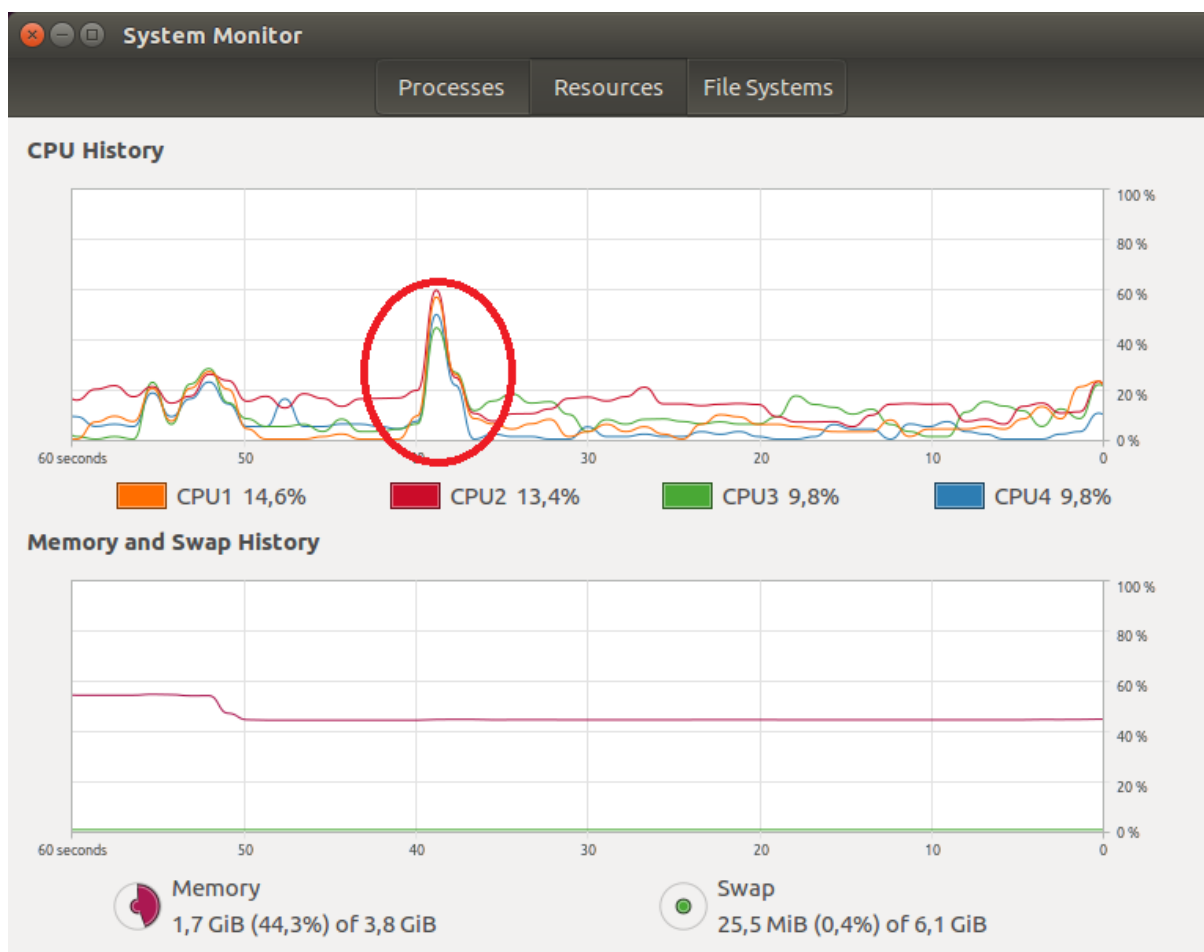 System Monitor
Processes Resources File Systems
CPU History
100 %
80 %
60 %
40 %
20 %
0 %
60 seconds 50 30 20 10 0
CPU1 14,6% CPU2 13,4% CPU3 9,8% CPU4 9,8%
Memory and Swap History
100 %
80 %
60 %
40 %
20 %
0 %
60 seconds 50 40 30 20 10 0
Memory
1,7 GiB (44,3%) of 3,8 GiB
Swap
25,5 MiB (0,4%) of 6,1 GiB